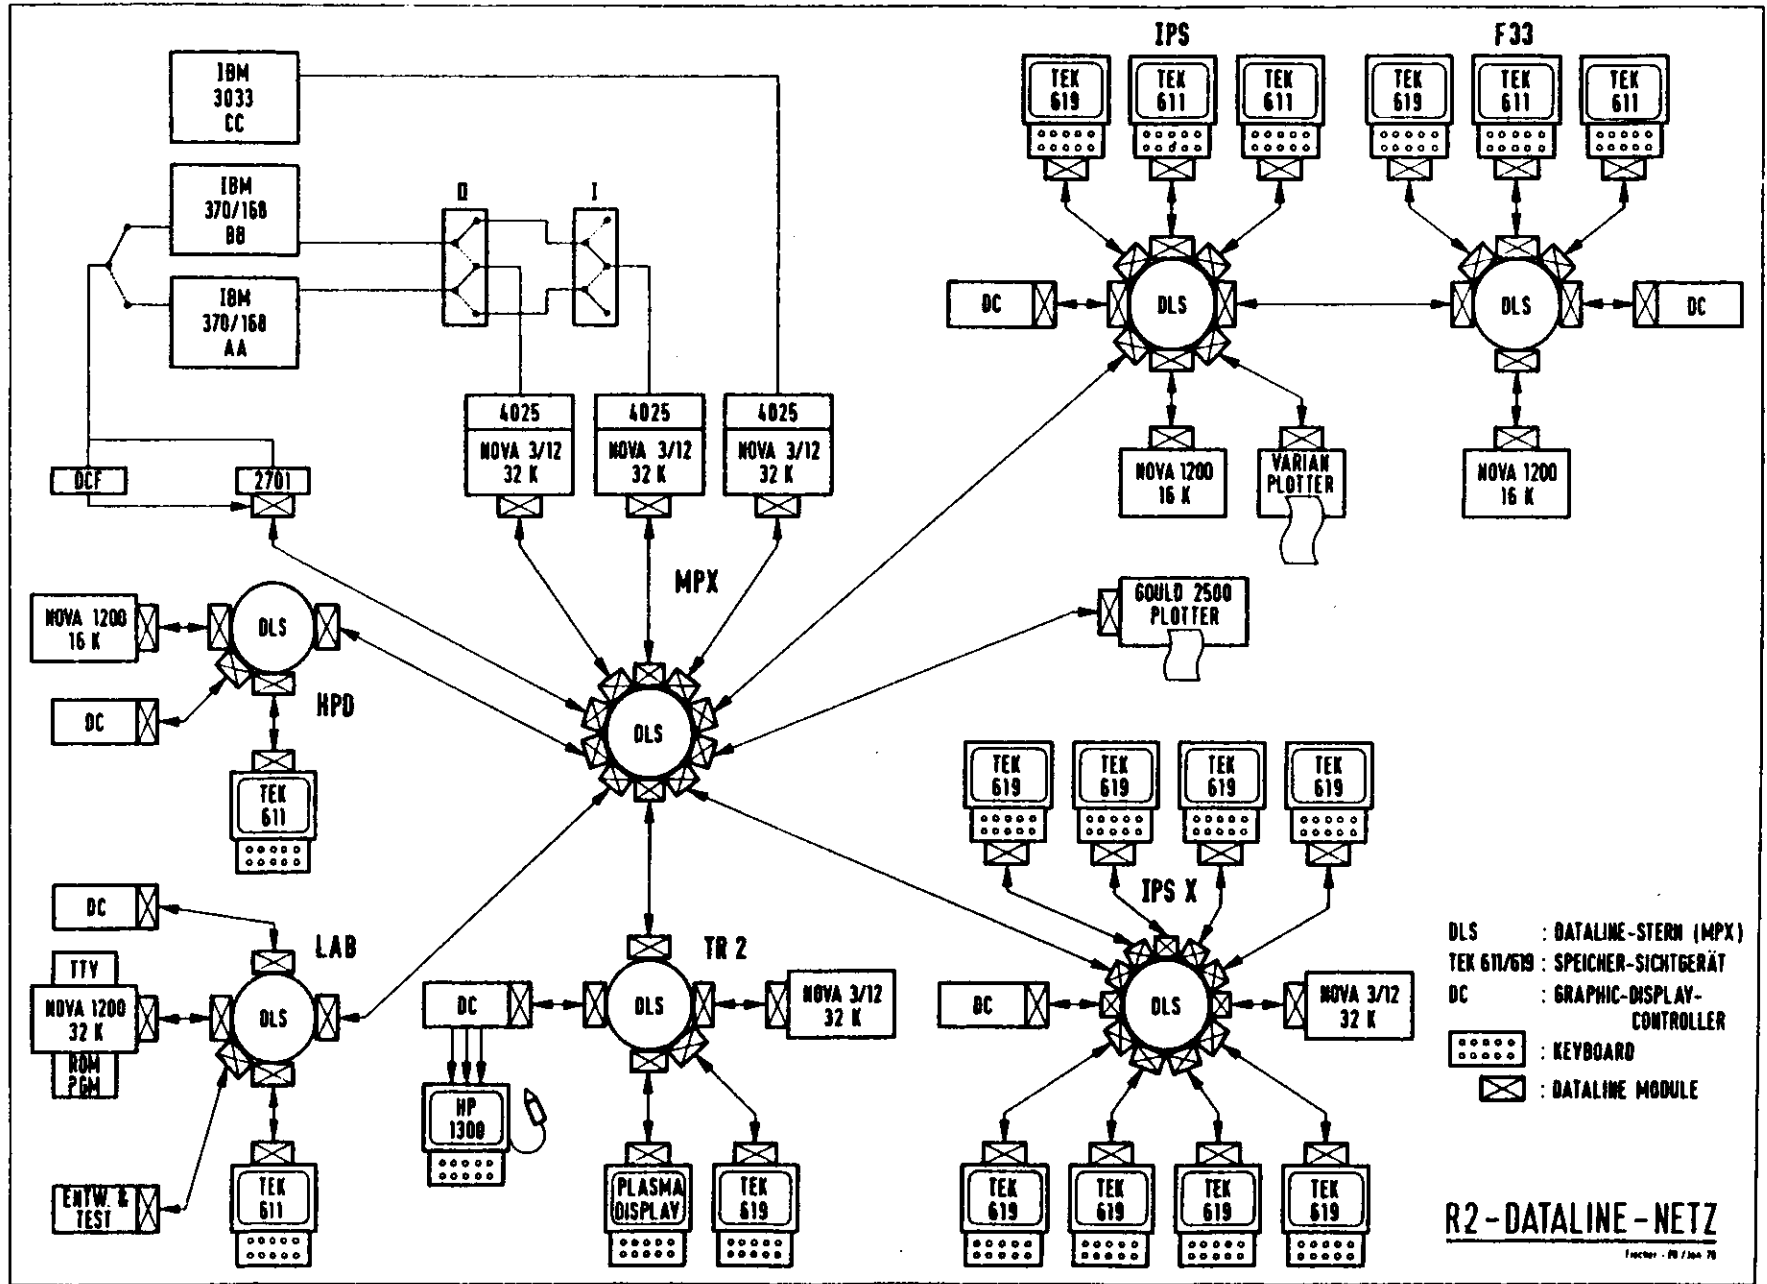 IBM
3033
CC
IBM
370/168
BB
IBM
370/168
AA
II
I
DCF
2701
4025
NOVA 3/12
32 K
4025
NOVA 3/12
32 K
4025
NOVA 3/12
32 K
MPX
DLS
IPS
TEK
619
TEK
611
TEK
611
DC
DLS
NOVA 1200
16 K
VARIAN
PLOTTER
F33
TEK
619
TEK
611
TEK
611
DLS
DC
NOVA 1200
16 K
GOULD 2500
PLOTTER
NOVA 1200
16 K
DLS
DC
HPD
TEK
611
DC
LAB
TTY
NOVA 1200
32 K
ROM
PGM
DLS
ENTW. &
TEST
TEK
611
TR 2
DC
DLS
NOVA 3/12
32 K
HP
1300
PLASMA
DISPLAY
TEK
619
TEK
619
TEK
619
TEK
619
TEK
619
IPS X
DC
DLS
NOVA 3/12
32 K
TEK
619
TEK
619
TEK
619
TEK
619
DLS : DATALINE-STERN (MPX)
TEK 611/619 : SPEICHER-SICHTGERÄT
DC : GRAPHIC-DISPLAY-
CONTROLLER
: KEYBOARD
: DATALINE MODULE
R2-DATALINE-NETZ